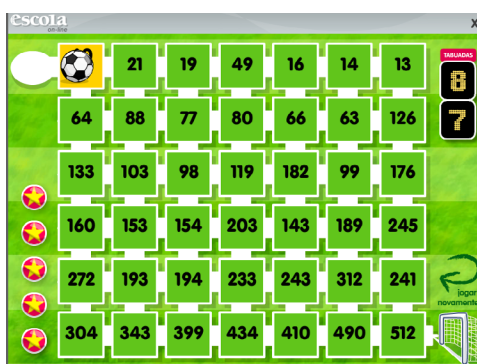 escola
on-line
X
21 19 49 16 14 13
TABUADAS
8
7
64 88 77 80 66 63 126
133 103 98 119 182 99 176
160 153 154 203 143 189 245
272 193 194 233 243 312 241
jogar
novamente
304 343 399 434 410 490 512